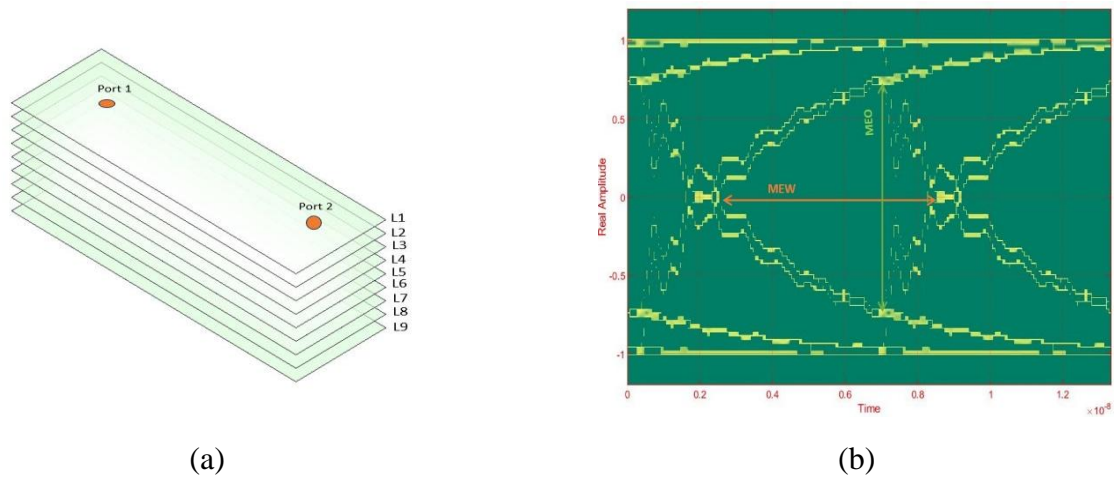 Port 1
Port 2
L1
L2
L3
L4
L5
L6
L7
L8
L9
(a)
Real Amplitude
1
0.5
0
-0.5
-1
MEO
MEW
0
0.2
0.4
0.6
0.8
1
1.2
Time
×10⁻⁸
(b)